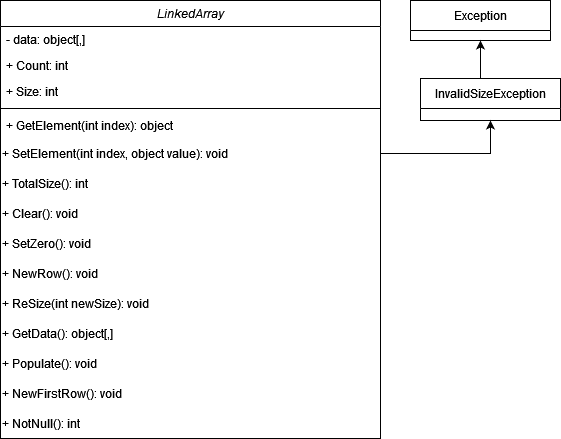 LinkedArray
- data: object[,]
+ Count: int
+ Size: int
+ GetElement(int index): object
+ SetElement(int index, object value): void
+ TotalSize(): int
+ Clear(): void
+ SetZero(): void
+ NewRow(): void
+ ReSize(int newSize): void
+ GetData(): object[,]
+ Populate(): void
+ NewFirstRow(): void
+ NotNull(): int
Exception
InvalidSizeException